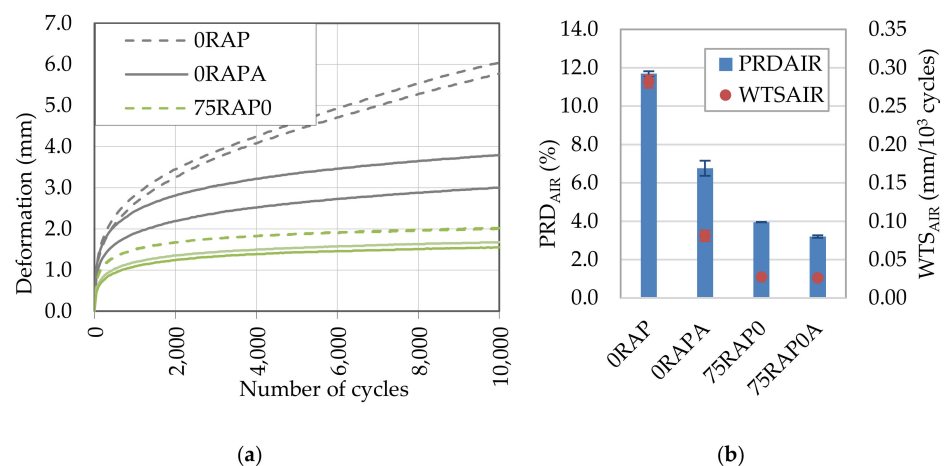 7.0
6.0
5.0
4.0
3.0
2.0
1.0
0.0
Deformation (mm)
0RAP
0RAPA
75RAP0
0
2,000
4,000
6,000
8,000
10,000
Number of cycles
(a)
14.0
12.0
10.0
8.0
6.0
4.0
2.0
0.0
PRDAIR (%)
PRDAIR
WTSAIR
0.35
0.30
0.25
0.20
0.15
0.10
0.05
0.00
WTSAIR (mm/10³ cycles)
0RAP
0RAPA
75RAP0
75RAP0A
(b)